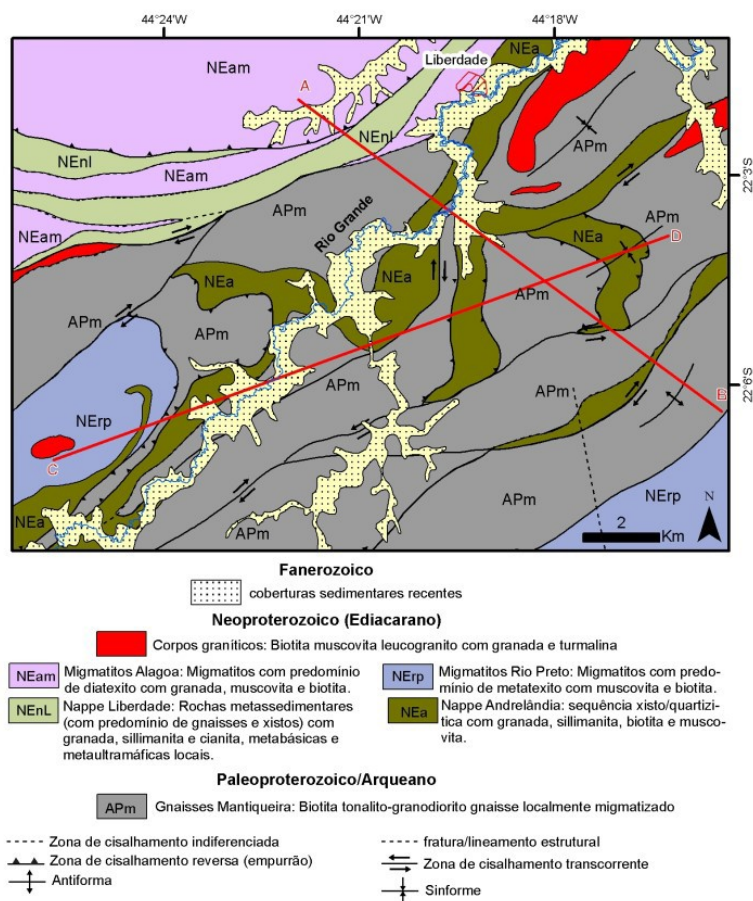 44°24'W 44°21'W 44°18'W
NEa
NEam
Liberdade
A
NEnl
APm
NEnl
NEam
22°3'S
APm
Rio Grande
APm
NEam
NEa
D
NEa
NEa
APm
APm
APm
22°6'S
APm
APm
B
NErp
C
APm
NErp
NEa
APm
N
2
Km
Fanerozoico
coberturas sedimentares recentes
Neoproterozoico (Ediacarano)
Corpos graniticos: Biotita muscovita leucogranito com granada e turmalina
NEam Migmatitos Alagoa: Migmatitos com predomínio
de diatexito com granada, muscovita e biotita.
NErp Migmatitos Rio Preto: Migmatitos com predo-
mínio de metatexito com muscovita e biotita.
NEnL Nappe Liberdade: Rochas metassedimentares
(com predomínio de gnaisses e xistos) com
granada, sillimanita e cianita, metabásicas e
metaultramáficas locais.
NEa Nappe Andrelândia: sequência xisto/quartizi-
tica com granada, sillimanita, biotita e musco-
vita.
Paleoproterozoico/Arqueano
APm Gnaisses Mantiqueira: Biotita tonalito-granodiorito gnaisse localmente migmatizado
Zona de cisalhamento indiferenciada
Zona de cisalhamento reversa (empurrão)
Antiforma
fratura/lineamento estrutural
Zona de cisalhamento transcorrente
Sinforme